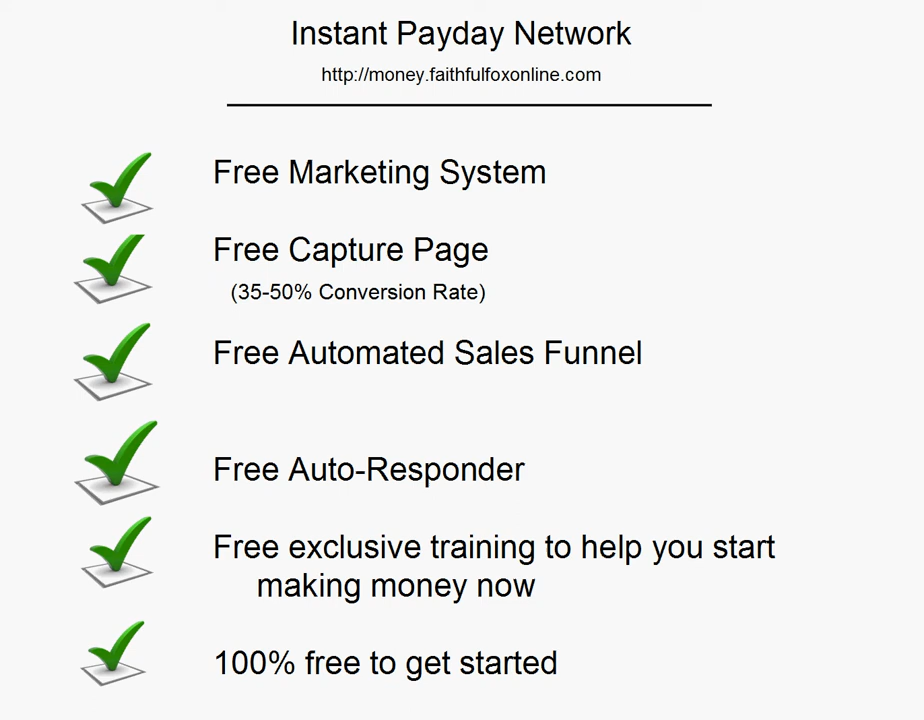 Instant Payday Network
http://money.faithfulfoxonline.com
Free Marketing System
Free Capture Page
(35-50% Conversion Rate)
Free Automated Sales Funnel
Free Auto-Responder
Free exclusive training to help you start
making money now
100% free to get started